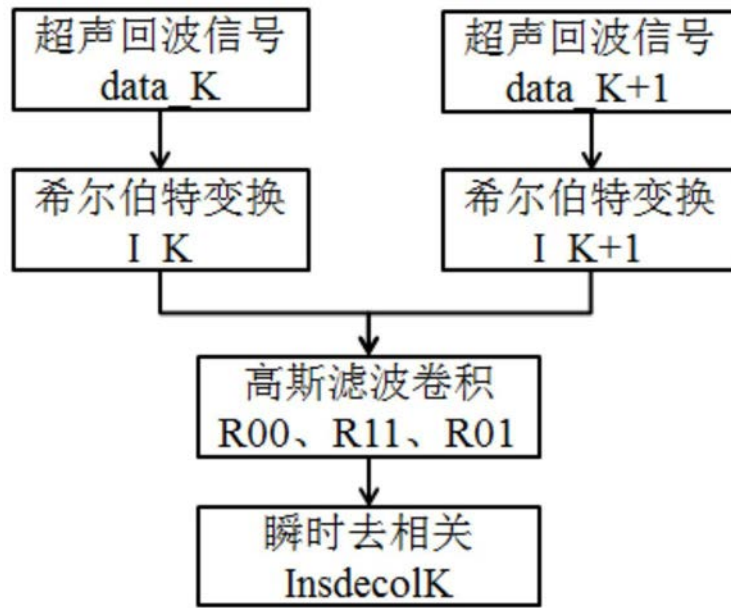 超声回波信号
data_K
超声回波信号
data_K+1
希尔伯特变换
I_K
希尔伯特变换
I_K+1
高斯滤波卷积
R00、R11、R01
瞬时去相关
InsdecolK